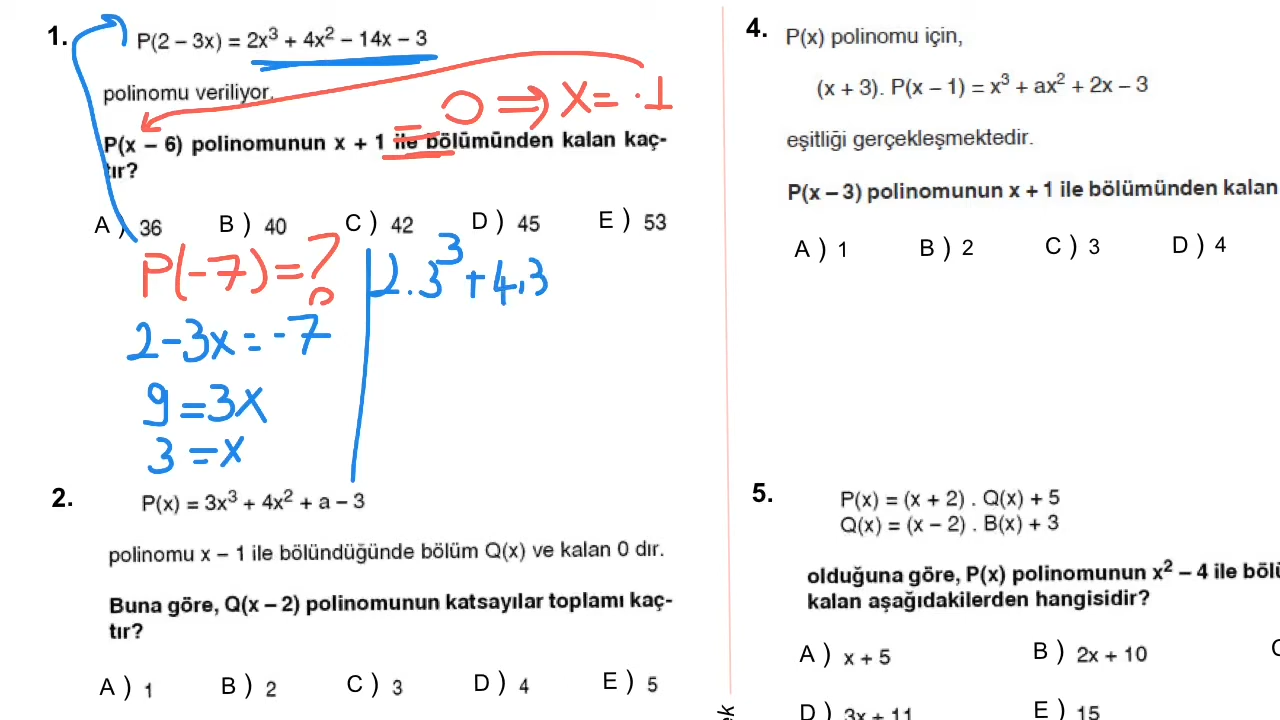 1.
P(2 – 3x) = 2x³ + 4x² – 14x – 3
polinomu veriliyor.
= 0 ⇒ x = -1
P(x – 6) polinomunun x + 1 ile bölümünden kalan kaç-
tır?
A) 36 B) 40 C) 42 D) 45 E) 53
P(-7) = ?
2.3³ + 4.3
2-3x = -7
9 = 3x
3 = x
2.
P(x) = 3x³ + 4x² + a – 3
polinomu x – 1 ile bölündüğünde bölüm Q(x) ve kalan 0 dır.
Buna göre, Q(x – 2) polinomunun katsayılar toplamı kaç-
tır?
A) 1 B) 2 C) 3 D) 4 E) 5
4.
P(x) polinomu için,
(x + 3). P(x – 1) = x³ + ax² + 2x – 3
eşitliği gerçekleşmektedir.
P(x – 3) polinomunun x + 1 ile bölümünden kalan
A) 1 B) 2 C) 3 D) 4
5.
P(x) = (x + 2) . Q(x) + 5
Q(x) = (x – 2) . B(x) + 3
olduğuna göre, P(x) polinomunun x² – 4 ile bölü
kalan aşağıdakilerden hangisidir?
A) x + 5 B) 2x + 10
D) 3x + 11 E) 15